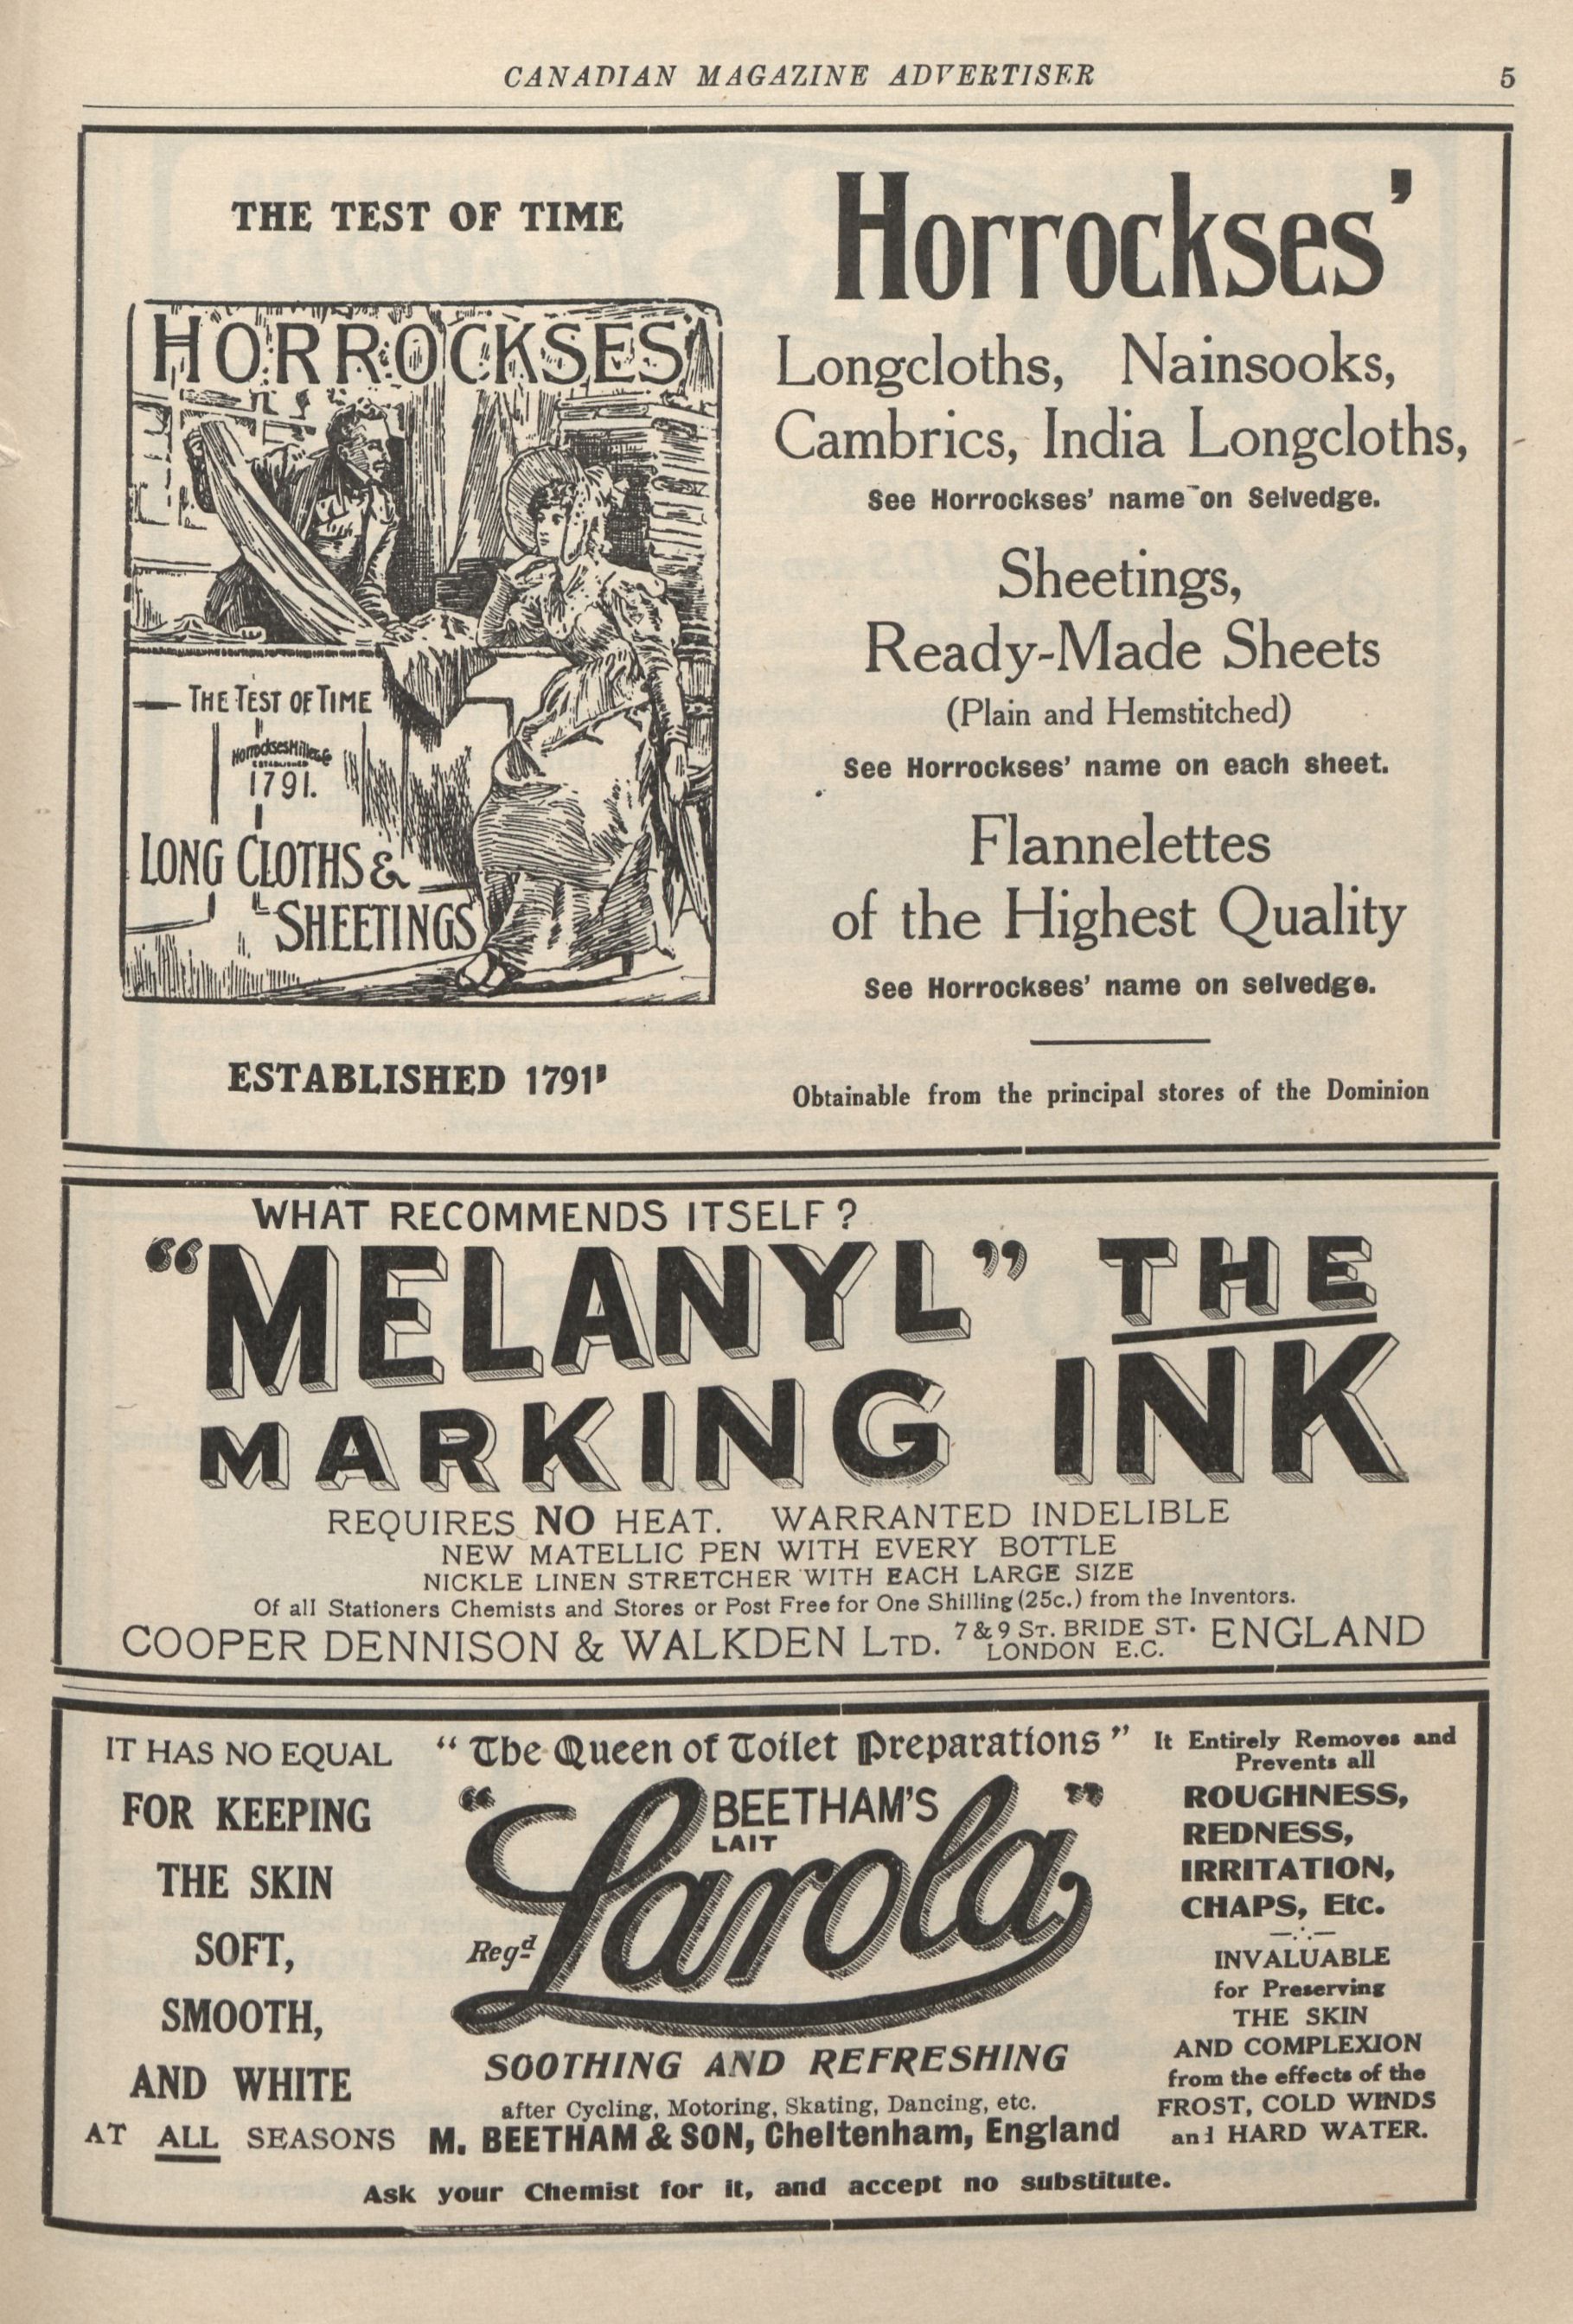 CANADIAN MAGAZINE ADVERTISER 5
THE TEST OF TIME
HORROCKSES'
THE TEST OF TIME
Horrockses Miller & Co
ESTABLISHED
1791.
LONG CLOTHS &
SHEETINGS
ESTABLISHED 1791'
Horrockses'
Longcloths, Nainsooks,
Cambrics, India Longcloths,
See Horrockses' name on Selvedge.
Sheetings,
Ready-Made Sheets
(Plain and Hemstitched)
See Horrockses' name on each sheet.
Flannelettes
of the Highest Quality
See Horrockses' name on selvedge.
Obtainable from the principal stores of the Dominion
WHAT RECOMMENDS ITSELF?
"MELANYL" THE
MARKING INK
REQUIRES NO HEAT. WARRANTED INDELIBLE
NEW MATELLIC PEN WITH EVERY BOTTLE
NICKLE LINEN STRETCHER WITH EACH LARGE SIZE
Of all Stationers Chemists and Stores or Post Free for One Shilling (25c.) from the Inventors.
COOPER DENNISON & WALKDEN LTD. 7 & 9 ST. BRIDE ST. LONDON E.C. ENGLAND
IT HAS NO EQUAL
FOR KEEPING
THE SKIN
SOFT,
SMOOTH,
AND WHITE
AT ALL SEASONS
"The Queen of Toilet Preparations"
BEETHAM'S
LAIT
"Larola"
Regd
SOOTHING AND REFRESHING
after Cycling, Motoring, Skating, Dancing, etc.
M. BEETHAM & SON, Cheltenham, England
It Entirely Removes and
Prevents all
ROUGHNESS,
REDNESS,
IRRITATION,
CHAPS, Etc.
INVALUABLE
for Preserving
THE SKIN
AND COMPLEXION
from the effects of the
FROST, COLD WINDS
and HARD WATER.
Ask your Chemist for it, and accept no substitute.